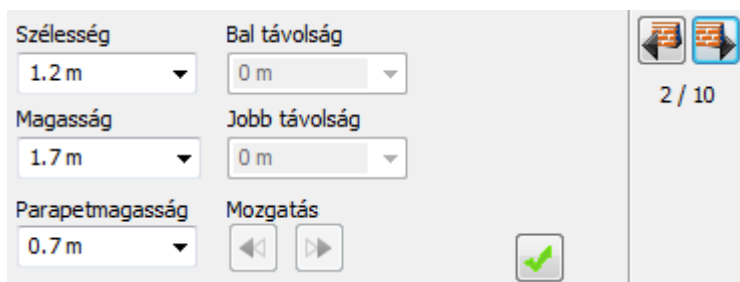 Szélesség
1.2 m
Magasság
1.7 m
Parapetmagasság
0.7 m
Bal távolság
0 m
Jobb távolság
0 m
Mozgatás
2 / 10